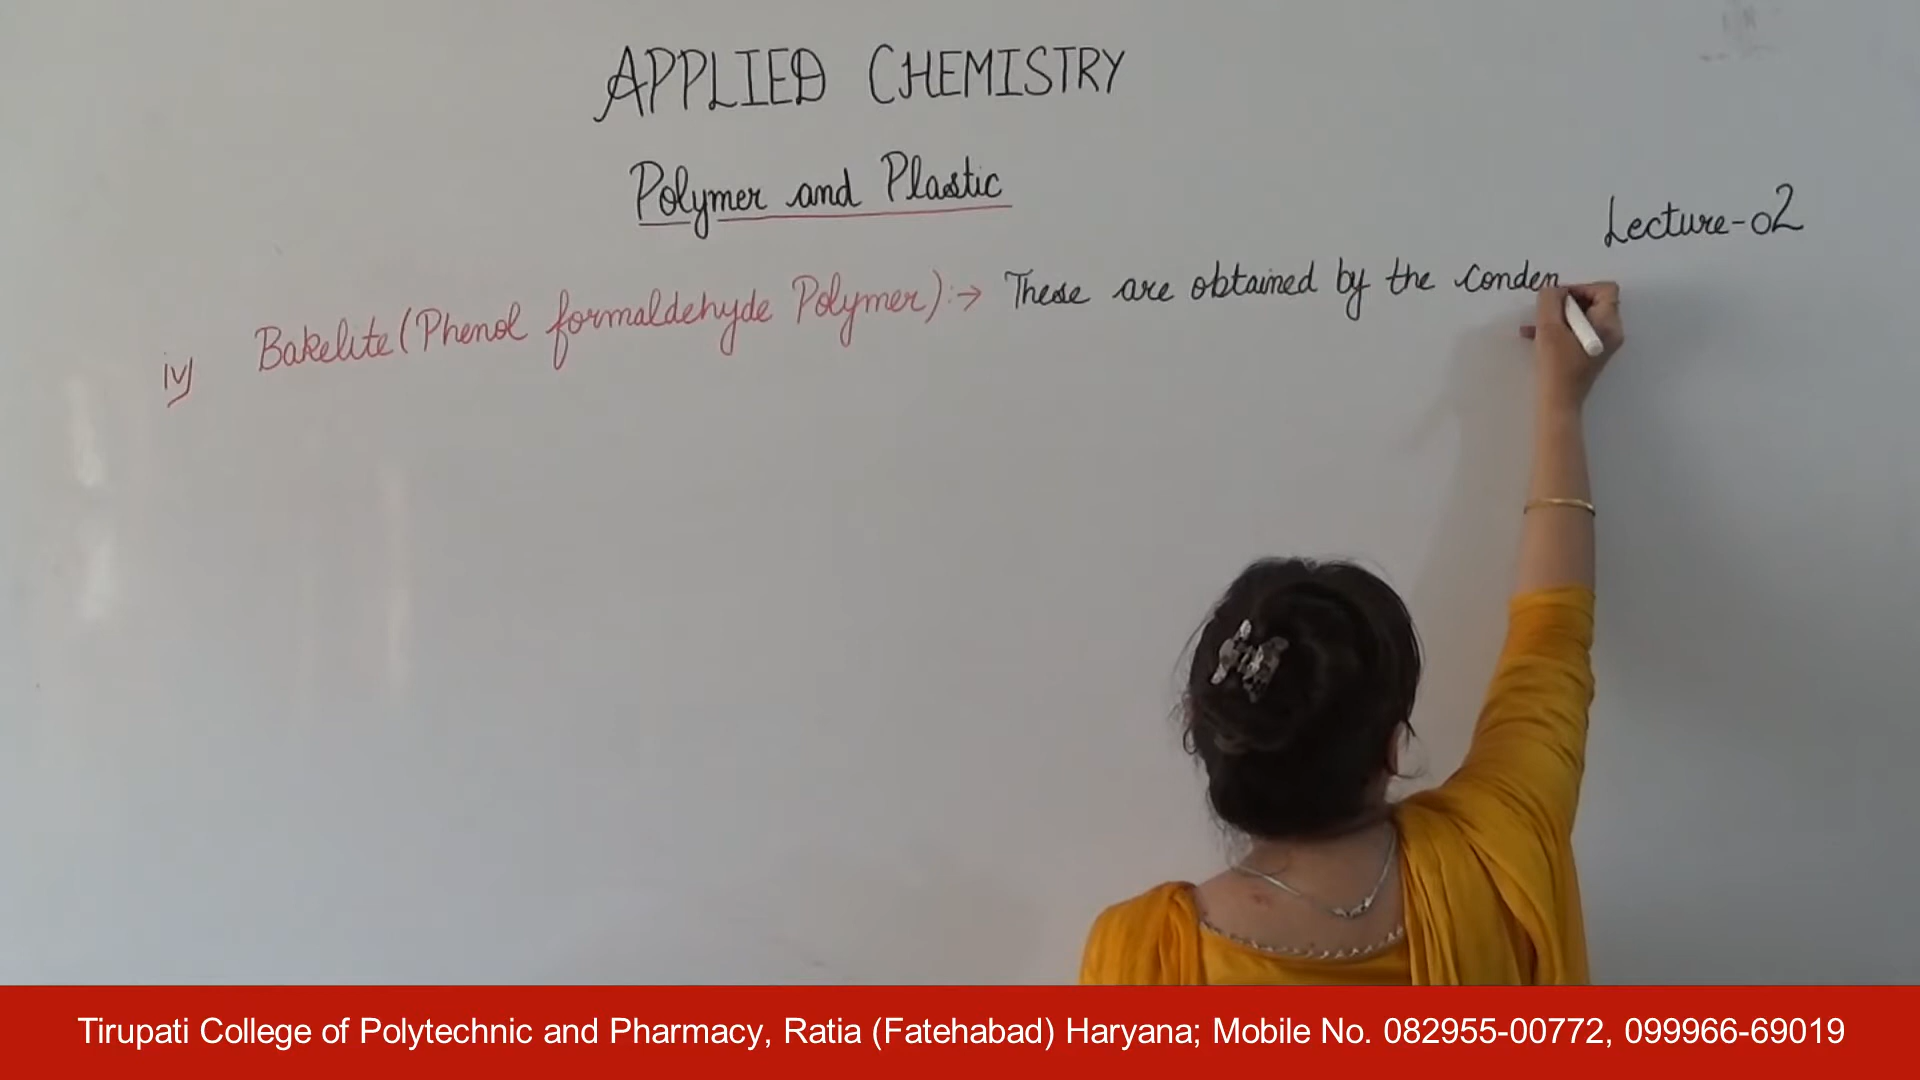 APPLIED CHEMISTRY
Polymer and Plastic
Lecture-02
iv) Bakelite (Phenol formaldehyde Polymer) :→ These are obtained by the conden
Tirupati College of Polytechnic and Pharmacy, Ratia (Fatehabad) Haryana; Mobile No. 082955-00772, 099966-69019